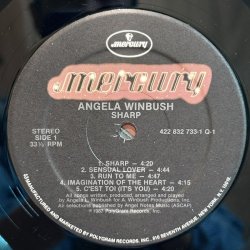 mercury
mercury
ANGELA WINBUSH
SHARP
STEREO
SIDE 1
33⅓ RPM
422 832 733-1 Q-1
1. SHARP - 4:20
2. SENSUAL LOVER - 4:22
3. RUN TO ME - 4:44
4. IMAGINATION OF THE HEART - 4:15
5. C'EST TOI (IT'S YOU) - 4:20
All songs written, produced, arranged and played by
Angela L. Winbush for A Winbush Productions, Inc.
All selections published by Angel Notes Music (ASCAP)
℗ 1987 PolyGram Records, Inc.
MANUFACTURED AND MARKETED BY POLYGRAM RECORDS, INC. 810 SEVENTH AVENUE, NEW YORK, N.Y. 10019